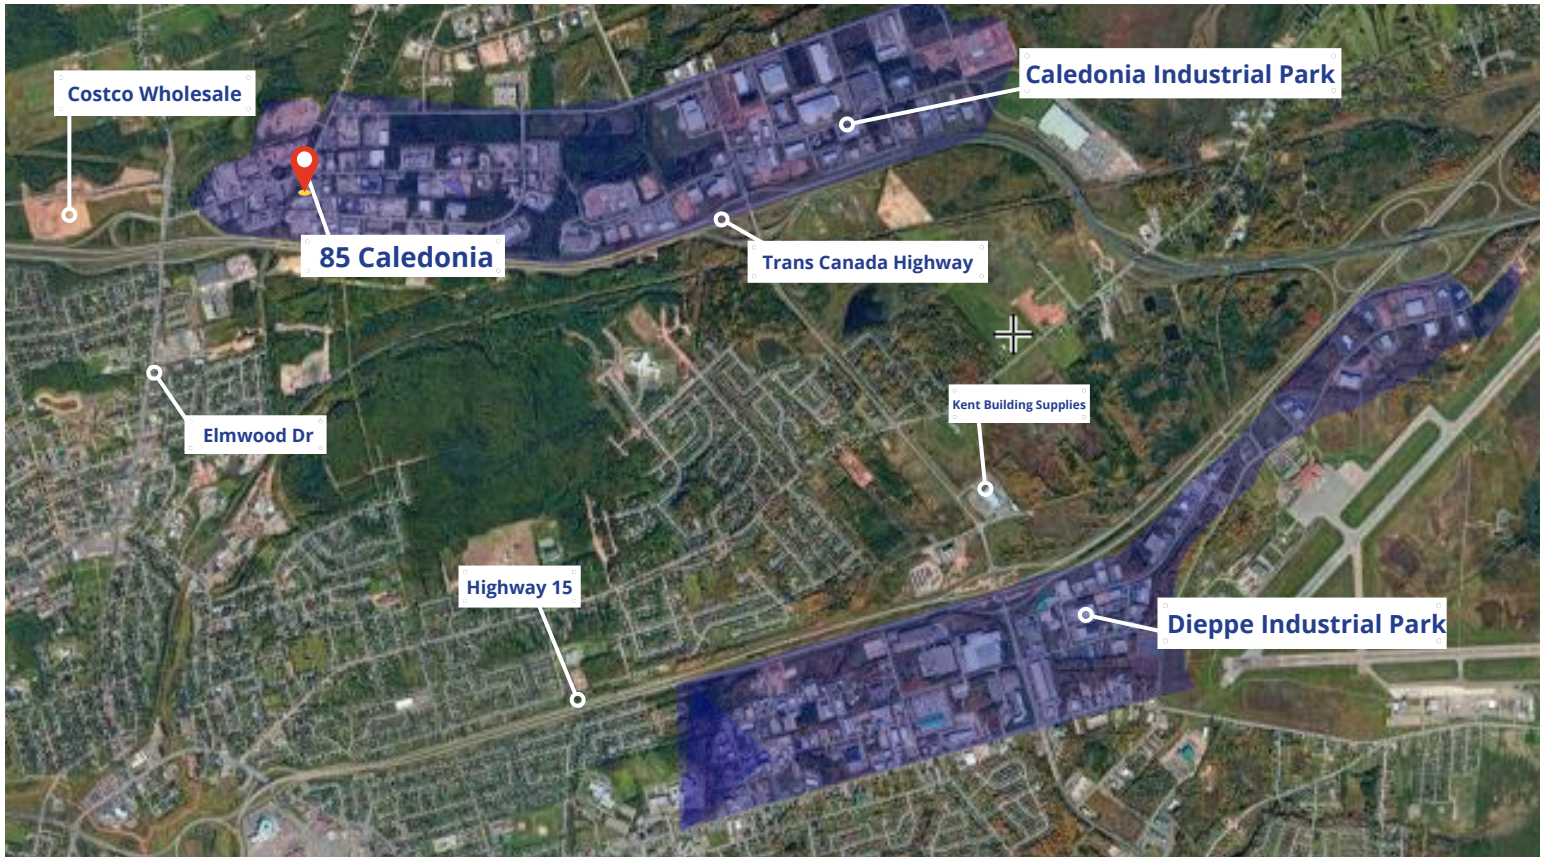 Caledonia Industrial Park
Costco Wholesale
85 Caledonia
Trans Canada Highway
Kent Building Supplies
Elmwood Dr
Highway 15
Dieppe Industrial Park